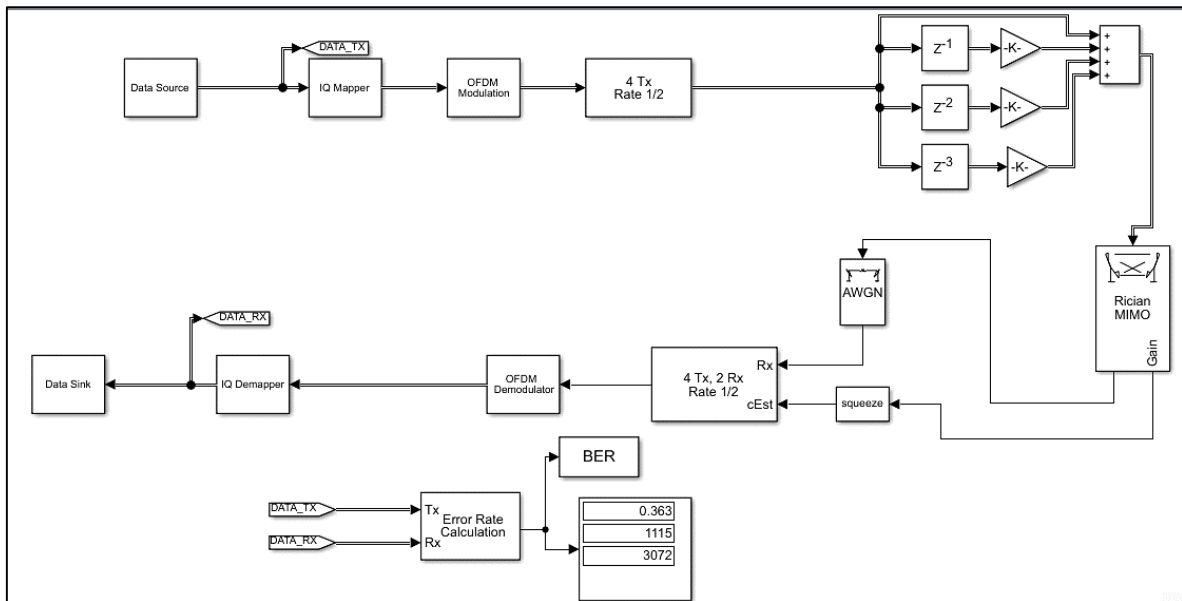 DATA_TX
Data Source
IQ Mapper
OFDM
Modulation
4 Tx
Rate 1/2
Z-1
-K-
Z-2
-K-
Z-3
-K-
+
+
+
+
Rician
MIMO
Gain
AWGN
DATA_RX
Data Sink
IQ Demapper
OFDM
Demodulator
4 Tx, 2 Rx
Rate 1/2
Rx
cEst
squeeze
BER
DATA_TX
DATA_RX
Tx
Rx
Error Rate
Calculation
0.363
1115
3072